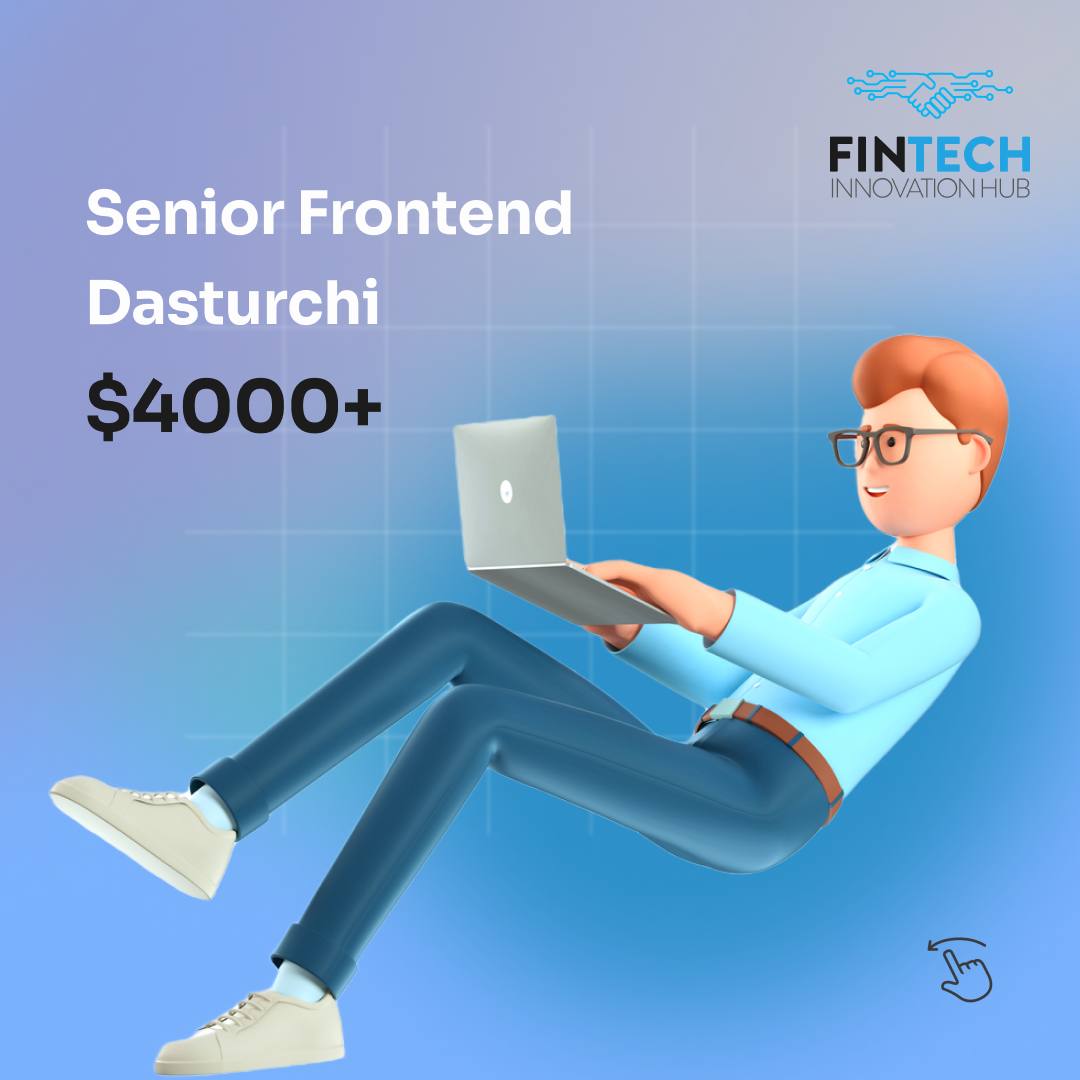 FINTECH
INNOVATION HUB
Senior Frontend
Dasturchi
$4000+